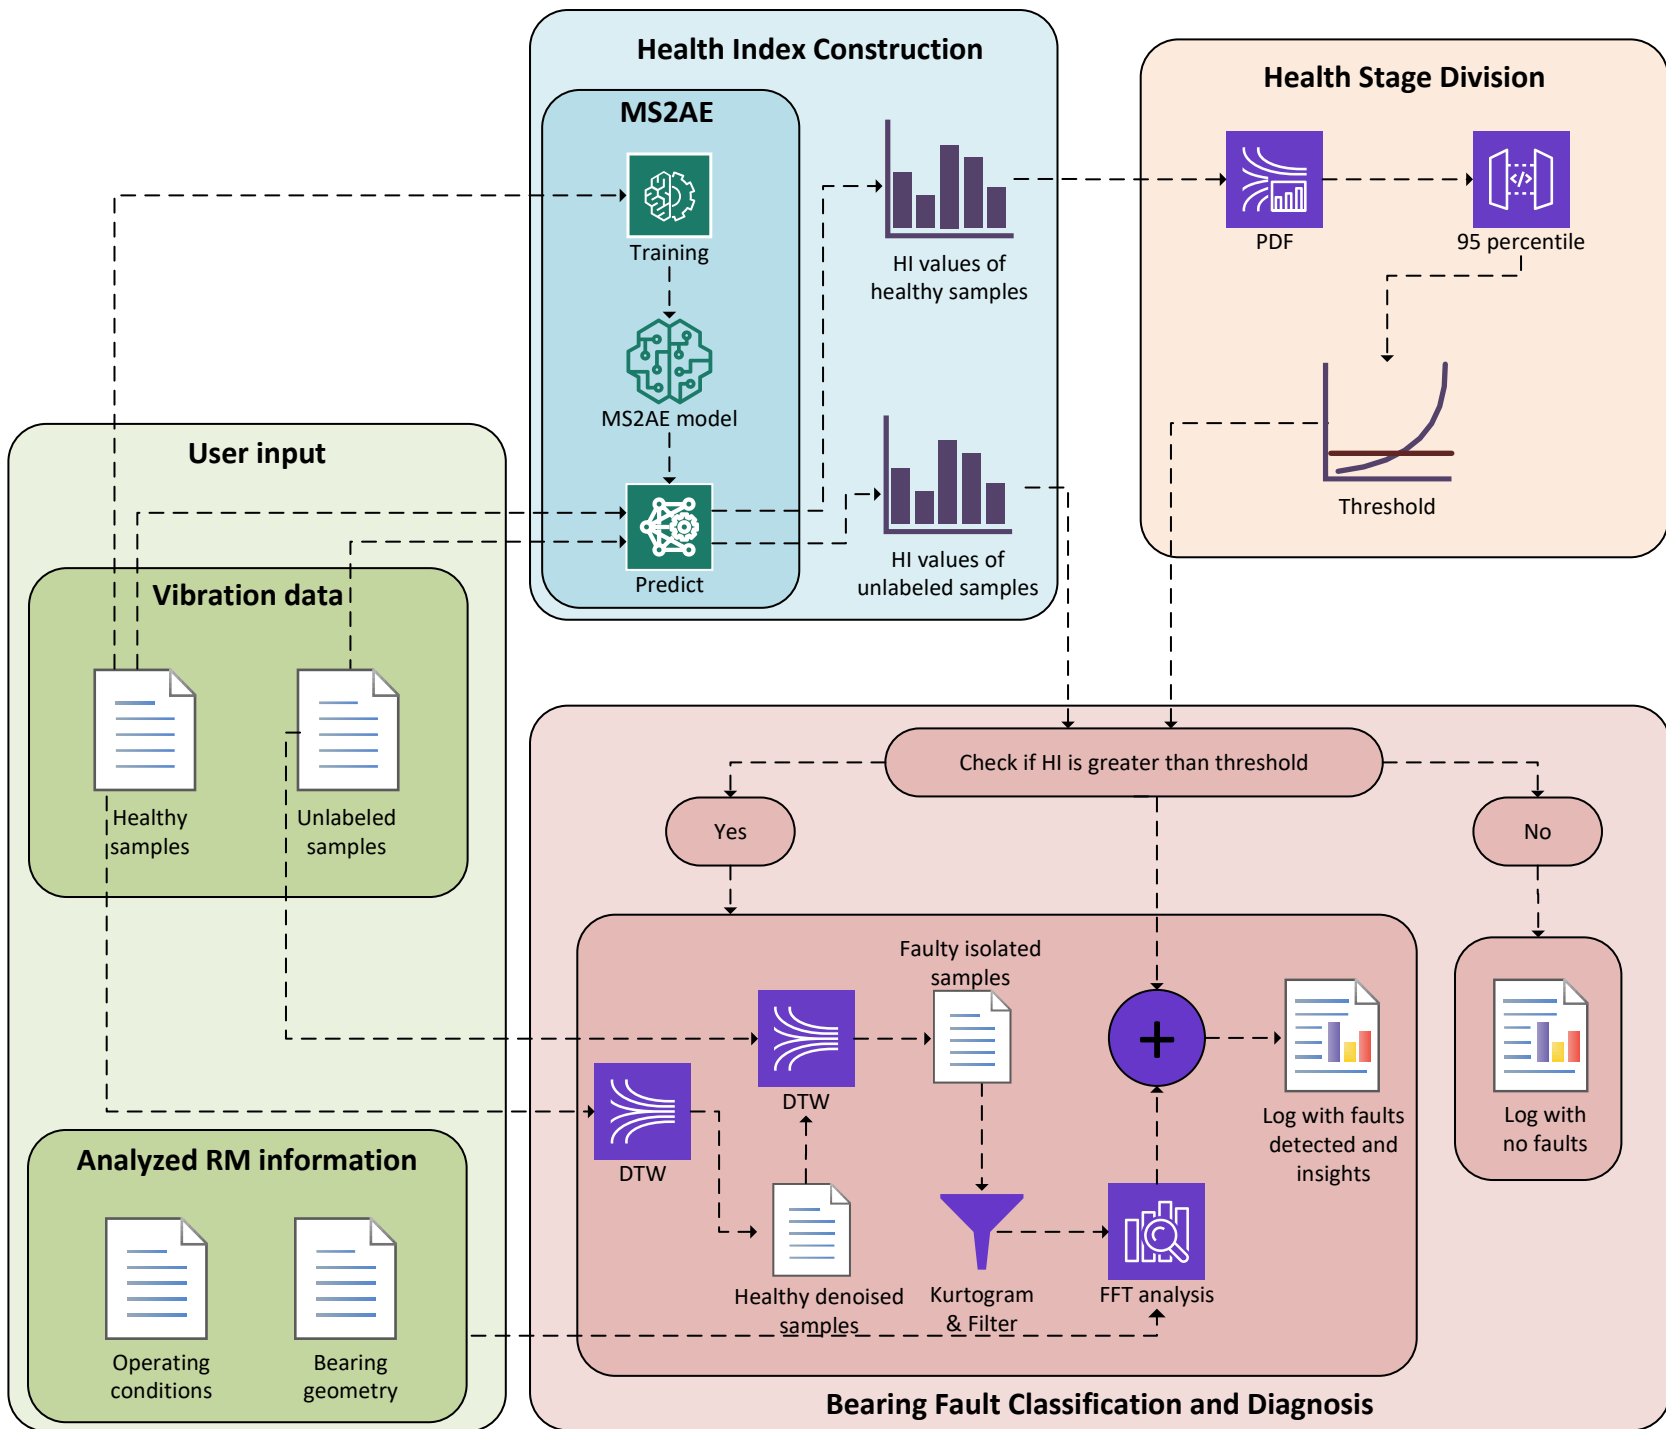 Health Index Construction
MS2AE
Training
MS2AE model
Predict
HI values of
healthy samples
HI values of
unlabeled samples
Health Stage Division
PDF
95 percentile
</>
Threshold
User input
Vibration data
Healthy
samples
Unlabeled
samples
Analyzed RM information
Operating
conditions
Bearing
geometry
Check if HI is greater than threshold
Yes
No
Faulty isolated
samples
DTW
DTW
Healthy denoised
samples
Kurtogram
& Filter
FFT analysis
+
Log with faults
detected and
insights
Log with
no faults
Bearing Fault Classification and Diagnosis